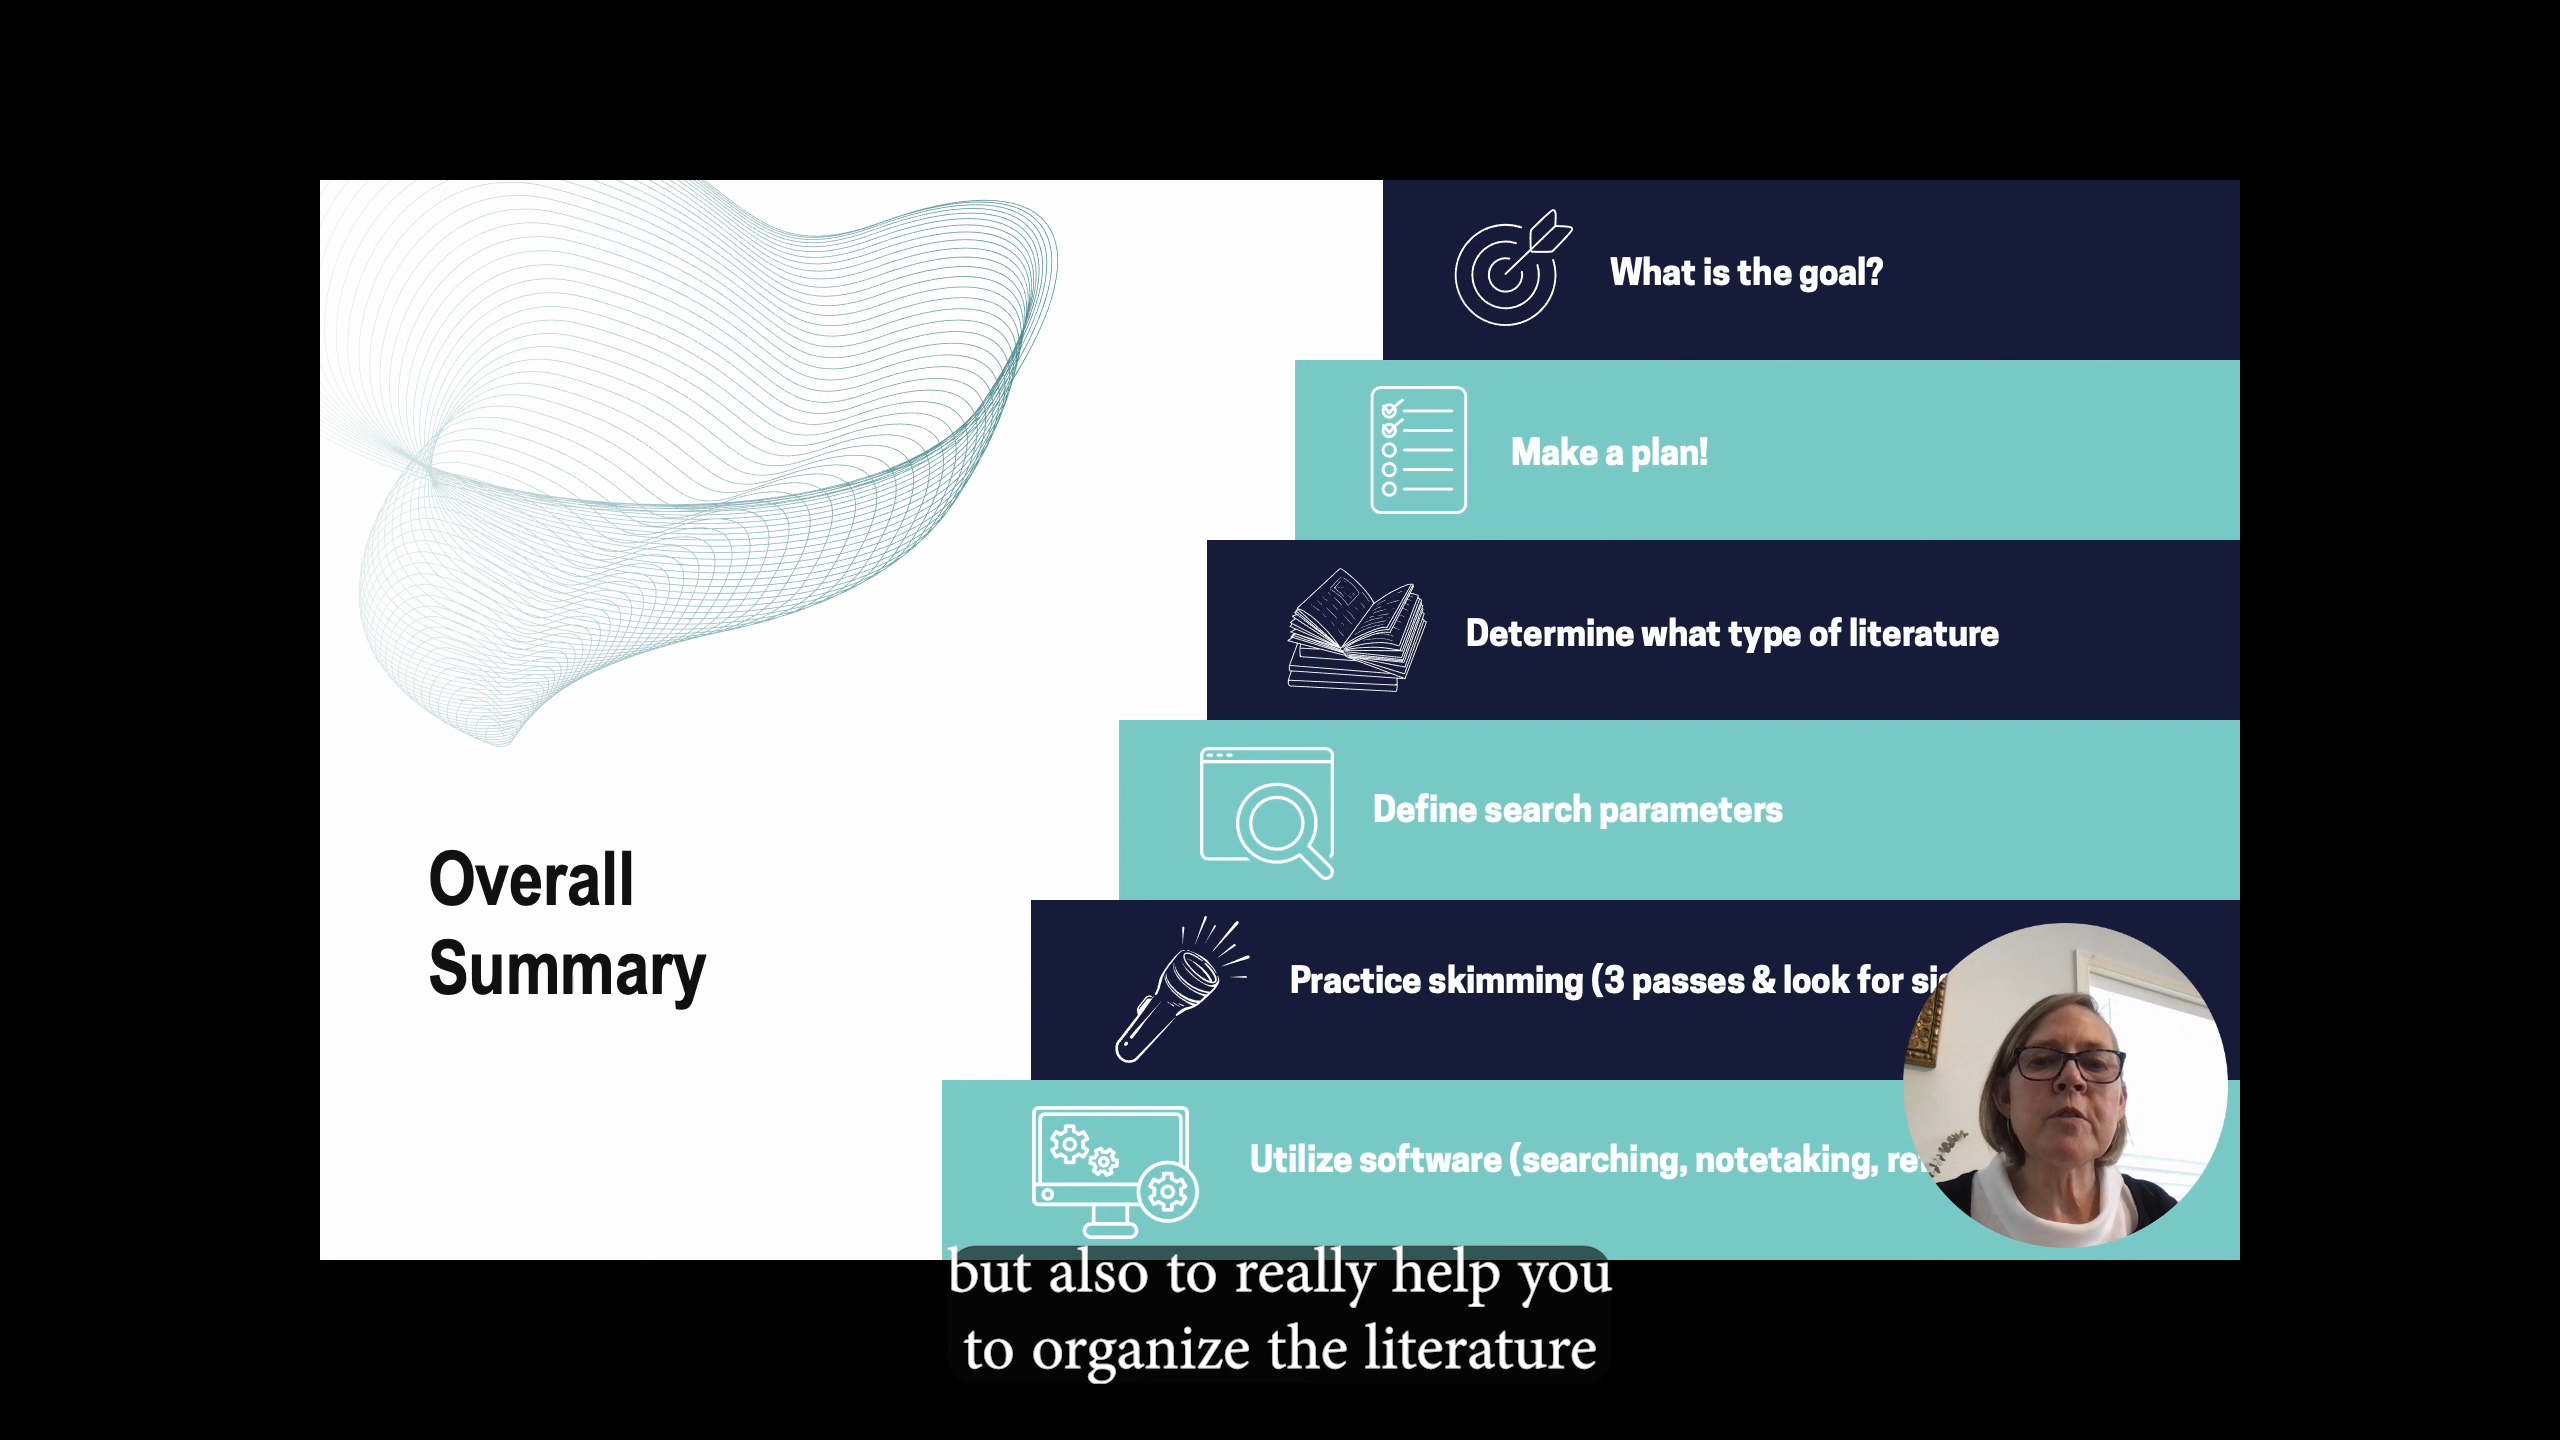 What is the goal?
Make a plan!
Determine what type of literature
Define search parameters
Overall
Summary
Practice skimming (3 passes & look for
Utilize software (searching, notetaking,
but also to really help you
to organize the literature